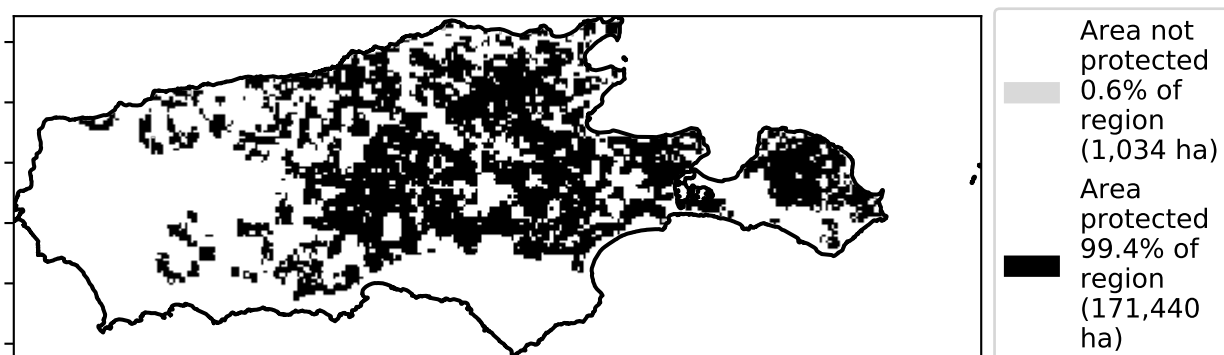 Area not
protected
0.6% of
region
(1,034 ha)
Area
protected
99.4% of
region
(171,440
ha)